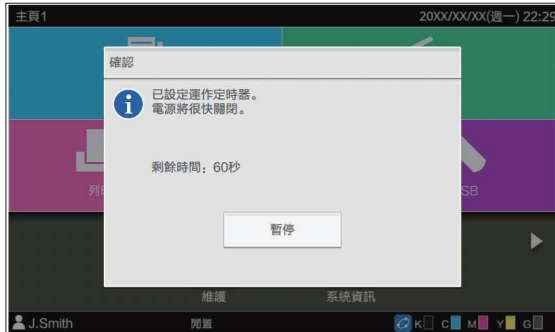 主頁1
20XX/XX/XX(週一) 22:29
確認
已設定運作定時器。
電源將很快關閉。
剩餘時間：60秒
列
SB
暫停
維護
系統資訊
J.Smith
閒置
K C M Y G